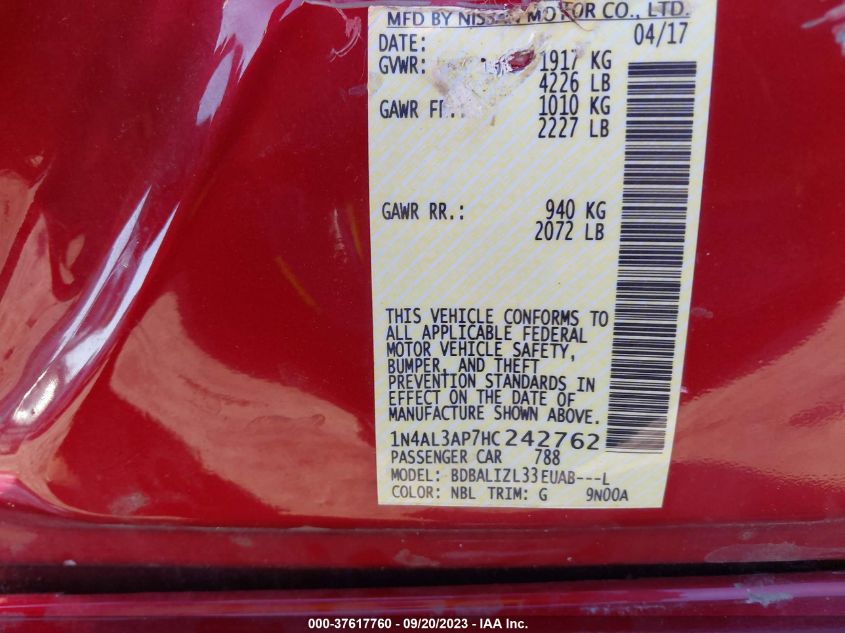 MFD BY NISSAN MOTOR CO., LTD.
DATE: 04/17
GVWR: 1917 KG
4226 LB
GAWR FR.: 1010 KG
2227 LB
GAWR RR.: 940 KG
2072 LB
THIS VEHICLE CONFORMS TO
ALL APPLICABLE FEDERAL
MOTOR VEHICLE SAFETY,
BUMPER, AND THEFT
PREVENTION STANDARDS IN
EFFECT ON THE DATE OF
MANUFACTURE SHOWN ABOVE.
1N4AL3AP7HC242762
PASSENGER CAR 788
MODEL: BDBALIZL33EUAB---L
COLOR: NBL TRIM: G 9N00A
000-37617760 - 09/20/2023 - IAA Inc.